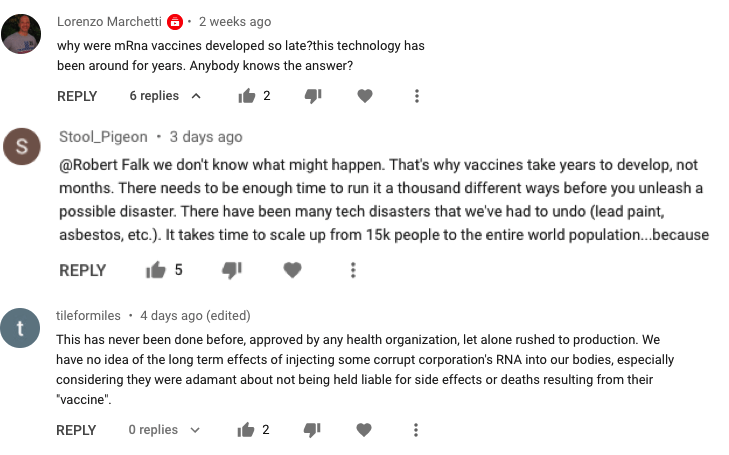 Lorenzo Marchetti • 2 weeks ago
why were mRna vaccines developed so late?this technology has
been around for years. Anybody knows the answer?
REPLY 6 replies 2
S Stool_Pigeon • 3 days ago
@Robert Falk we don't know what might happen. That's why vaccines take years to develop, not
months. There needs to be enough time to run it a thousand different ways before you unleash a
possible disaster. There have been many tech disasters that we've had to undo (lead paint,
asbestos, etc.). It takes time to scale up from 15k people to the entire world population...because
REPLY 5
t tileformiles • 4 days ago (edited)
This has never been done before, approved by any health organization, let alone rushed to production. We
have no idea of the long term effects of injecting some corrupt corporation's RNA into our bodies, especially
considering they were adamant about not being held liable for side effects or deaths resulting from their
"vaccine".
REPLY 0 replies 2